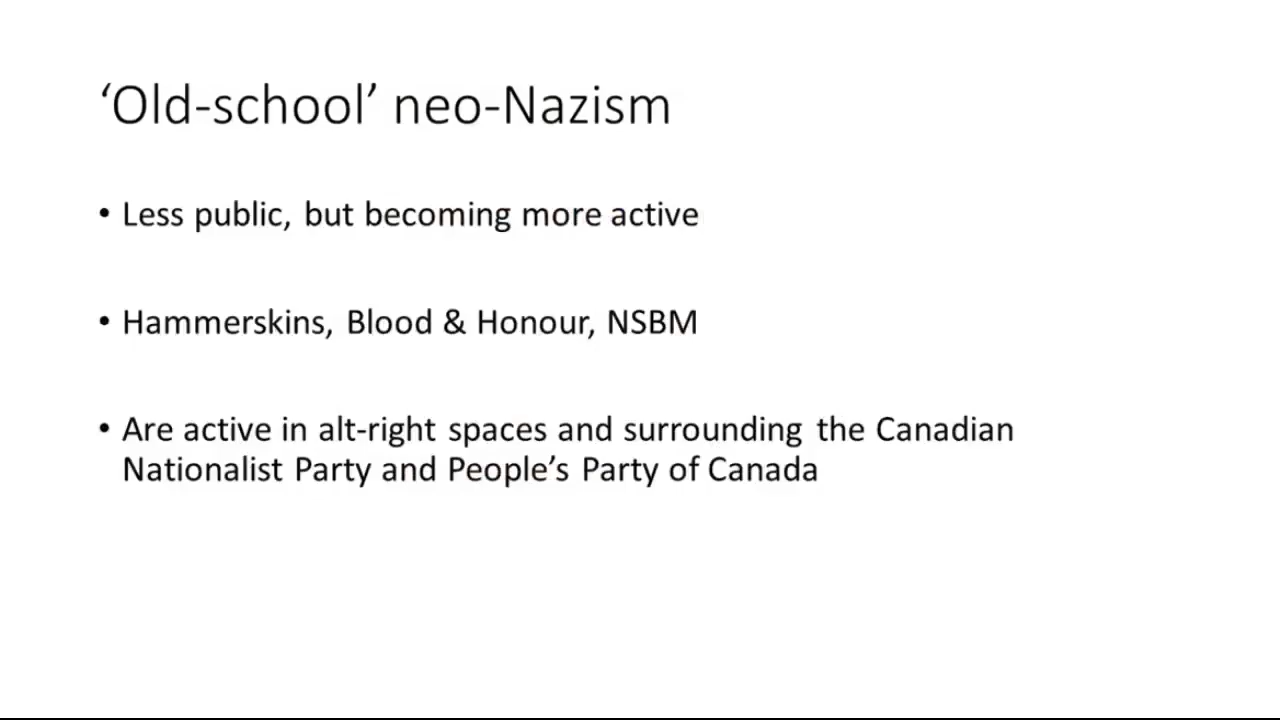 ‘Old-school’ neo-Nazism
• Less public, but becoming more active
• Hammerskins, Blood & Honour, NSBM
• Are active in alt-right spaces and surrounding the Canadian
Nationalist Party and People’s Party of Canada